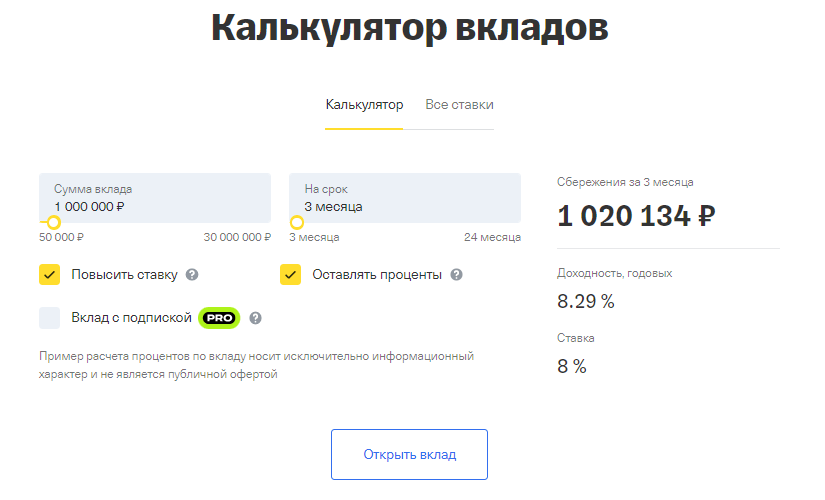 Калькулятор вкладов
Калькулятор
Все ставки
Сумма вклада
1 000 000 ₽
50 000 ₽
30 000 000 ₽
На срок
3 месяца
3 месяца
24 месяца
Повысить ставку ?
Оставлять проценты ?
Вклад с подпиской PRO ?
Пример расчета процентов по вкладу носит исключительно информационный
характер и не является публичной офертой
Сбережения за 3 месяца
1 020 134 ₽
Доходность, годовых
8.29 %
Ставка
8 %
Открыть вклад